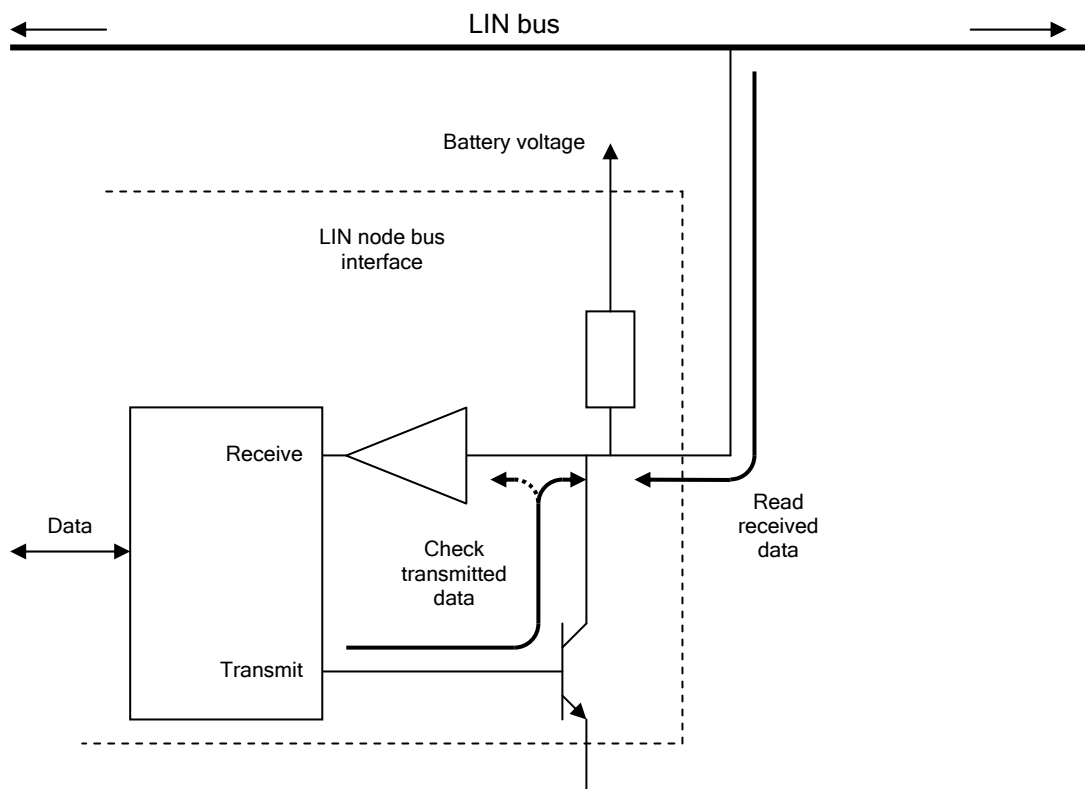 LIN bus
Battery voltage
LIN node bus
interface
Receive
Data
Check
transmitted
data
Read
received
data
Transmit